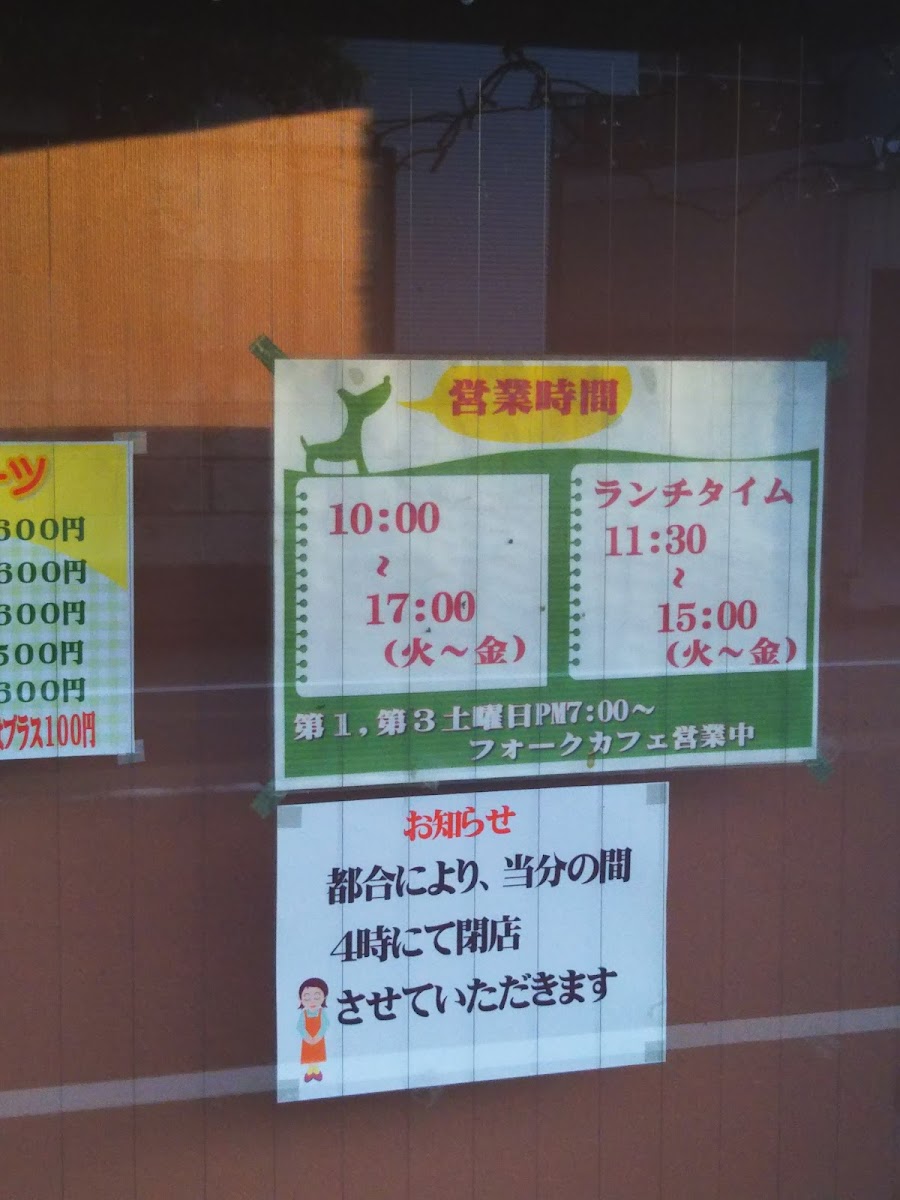 ーツ
600円
600円
600円
500円
600円
プラス100円
営業時間
10:00
~
17:00
(火~金)
ランチタイム
11:30
~
15:00
(火~金)
第1,第3土曜日PM7:00~
フォークカフェ営業中
お知らせ
都合により、当分の間
4時にて閉店
させていただきます